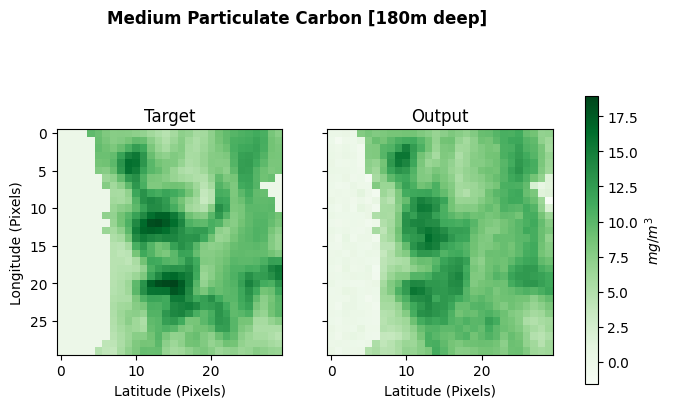 Medium Particulate Carbon [180m deep]
Target
Output
0
5
10
15
20
25
Longitude (Pixels)
0
10
20
Latitude (Pixels)
0
10
20
Latitude (Pixels)
17.5
15.0
12.5
10.0
7.5
5.0
2.5
0.0
mg/m³